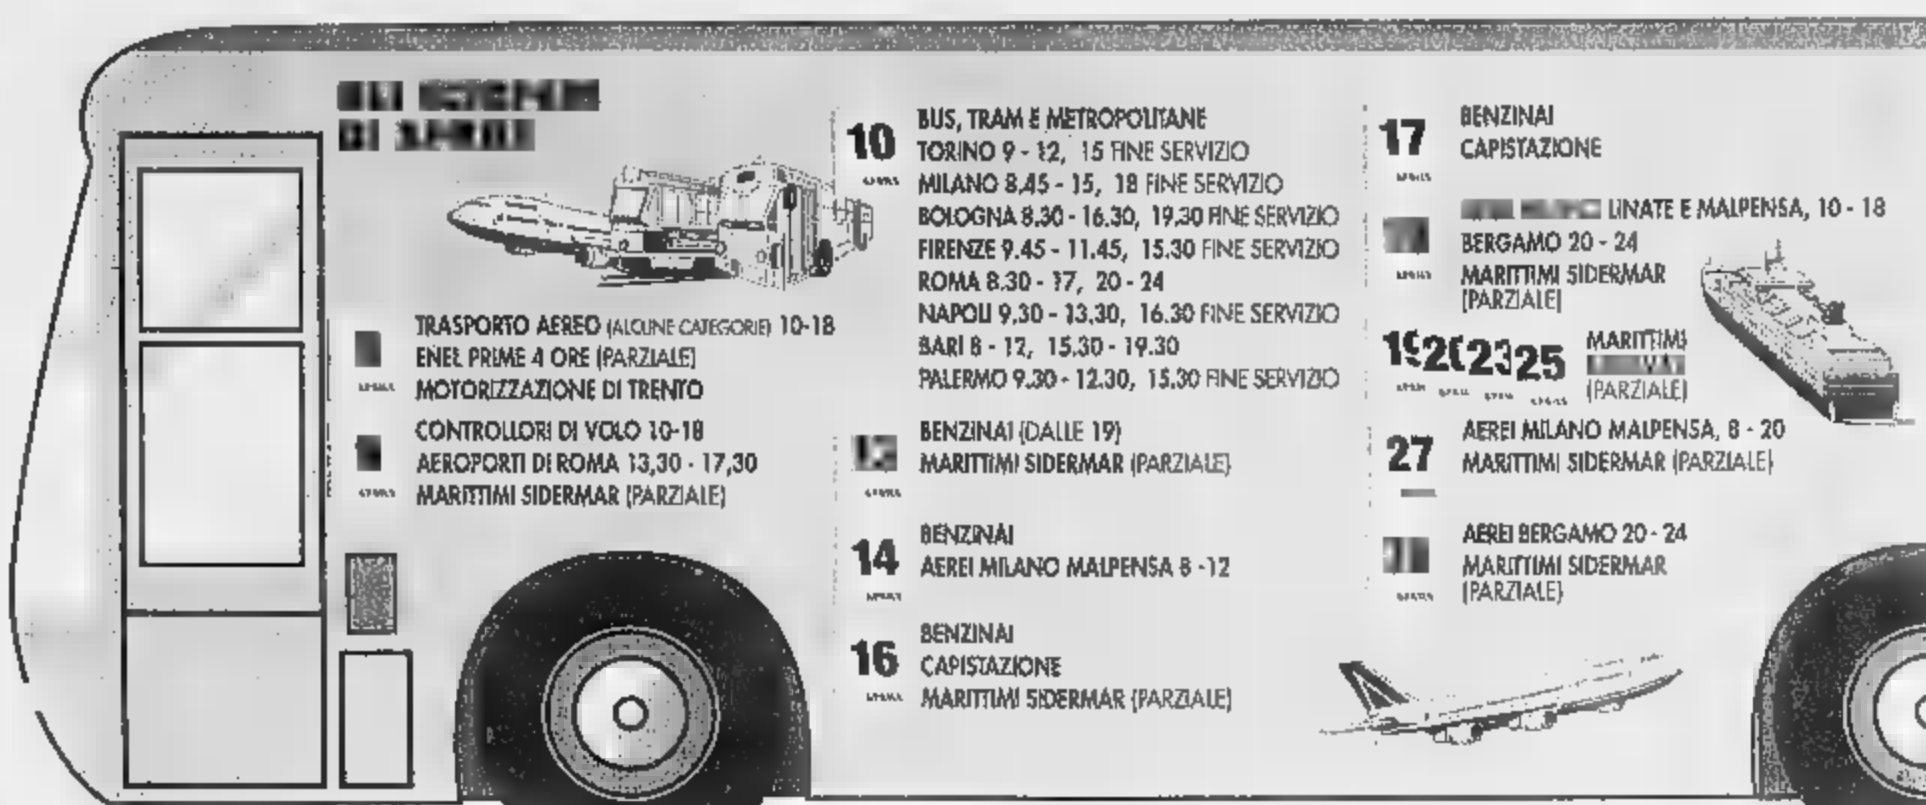 TRASPORTO AEREO (ALCUNE CATEGORIE) 10-18
ENEL PRIME 4 ORE (PARZIALE)
MOTORIZZAZIONE DI TRENTO
CONTROLLORI DI VOLO 10-18
AEROPORTI DI ROMA 13,30 - 17,30
MARITTIMI SIDERMAR (PARZIALE)
10
APRILE
BUS, TRAM E METROPOLITANE
TORINO 9 - 12, 15 FINE SERVIZIO
MILANO 8.45 - 15, 18 FINE SERVIZIO
BOLOGNA 8.30 - 16.30, 19.30 FINE SERVIZIO
FIRENZE 9.45 - 11.45, 15.30 FINE SERVIZIO
ROMA 8.30 - 17, 20 - 24
NAPOLI 9.30 - 13.30, 16.30 FINE SERVIZIO
BARI 8 - 12, 15.30 - 19.30
PALERMO 9.30 - 12.30, 15.30 FINE SERVIZIO
BENZINAI (DALLE 19)
MARITTIMI SIDERMAR (PARZIALE)
14
APRILE
BENZINAI
AEREI MILANO MALPENSA 8 -12
16
APRILE
BENZINAI
CAPISTAZIONE
MARITTIMI SIDERMAR (PARZIALE)
17
APRILE
BENZINAI
CAPISTAZIONE
LINATE E MALPENSA, 10 - 18
BERGAMO 20 - 24
MARITTIMI SIDERMAR
(PARZIALE)
19 20 23 25
MARITTIMI
(PARZIALE)
27
AEREI MILANO MALPENSA, 8 - 20
MARITTIMI SIDERMAR (PARZIALE)
AEREI BERGAMO 20 - 24
MARITTIMI SIDERMAR
(PARZIALE)